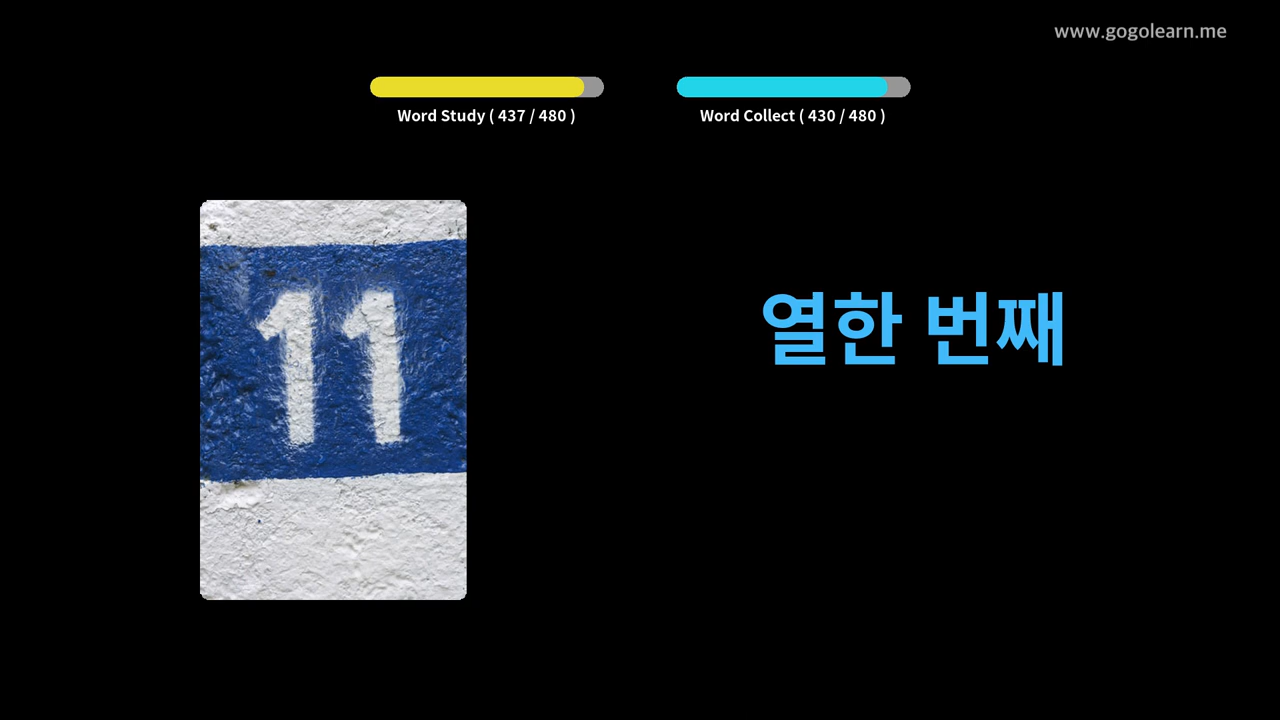 www.gogolearn.me
Word Study ( 437 / 480 )
Word Collect ( 430 / 480 )
11
열한 번째